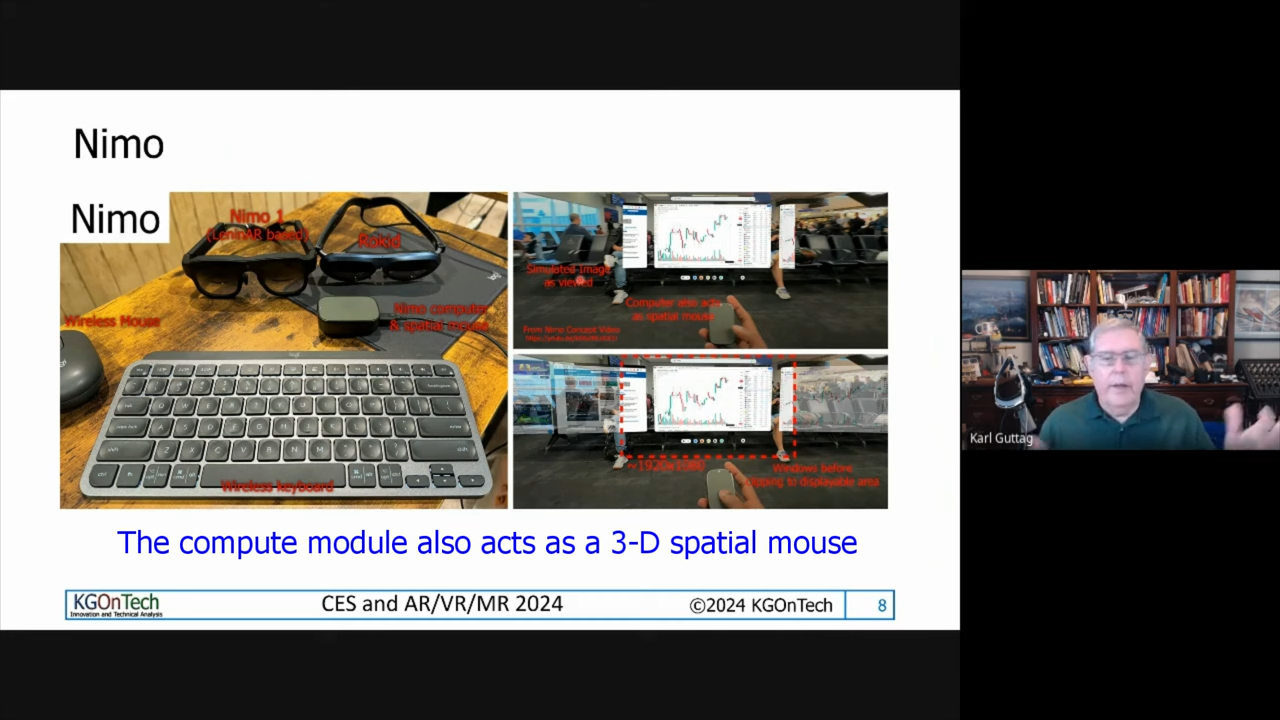 Nimo
Nimo
Nimo 1
(LeninAR based)
Rokid
Wireless Mouse
Nimo computer
& spatial mouse
Wireless keyboard
Simulated Image
as viewed
Computer also acts
as spatial mouse
From Nimo Concept Video
~1920x1080
Windows before
clipping to displayable area
The compute module also acts as a 3-D spatial mouse
KGOnTech
Innovation and Technical Analysis
CES and AR/VR/MR 2024
©2024 KGOnTech
8
Karl Guttag